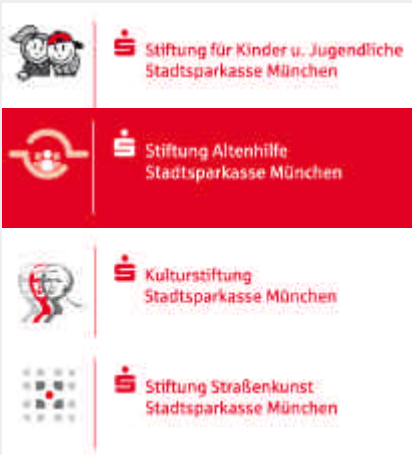 Stiftung für Kinder u. Jugendliche
Stadtsparkasse München
Stiftung Altenhilfe
Stadtsparkasse München
Kulturstiftung
Stadtsparkasse München
Stiftung Straßenkunst
Stadtsparkasse München